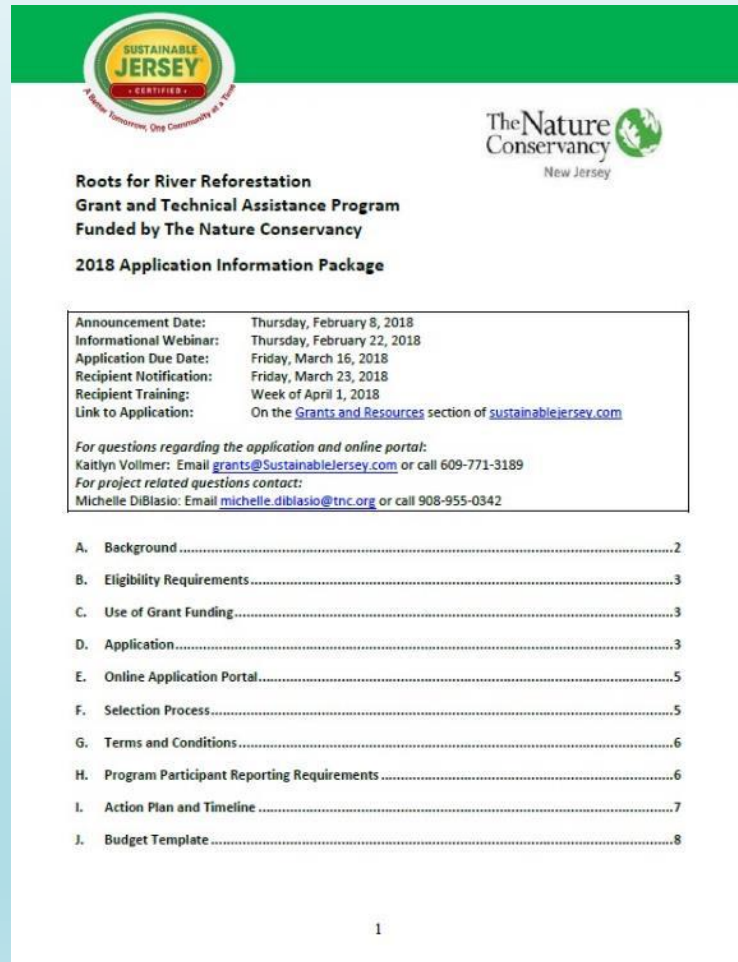 SUSTAINABLE
JERSEY
• CERTIFIED •
A Better Tomorrow, One Community at a Time
The Nature
Conservancy
New Jersey
Roots for River Reforestation
Grant and Technical Assistance Program
Funded by The Nature Conservancy
2018 Application Information Package
Announcement Date: Thursday, February 8, 2018
Informational Webinar: Thursday, February 22, 2018
Application Due Date: Friday, March 16, 2018
Recipient Notification: Friday, March 23, 2018
Recipient Training: Week of April 1, 2018
Link to Application: On the Grants and Resources section of sustainablejersey.com
For questions regarding the application and online portal:
Kaitlyn Vollmer: Email grants@SustainableJersey.com or call 609-771-3189
For project related questions contact:
Michelle DiBlasio: Email michelle.diblasio@tnc.org or call 908-955-0342
A. Background 2
B. Eligibility Requirements 3
C. Use of Grant Funding 3
D. Application 3
E. Online Application Portal 5
F. Selection Process 5
G. Terms and Conditions 6
H. Program Participant Reporting Requirements 6
I. Action Plan and Timeline 7
J. Budget Template 8
1